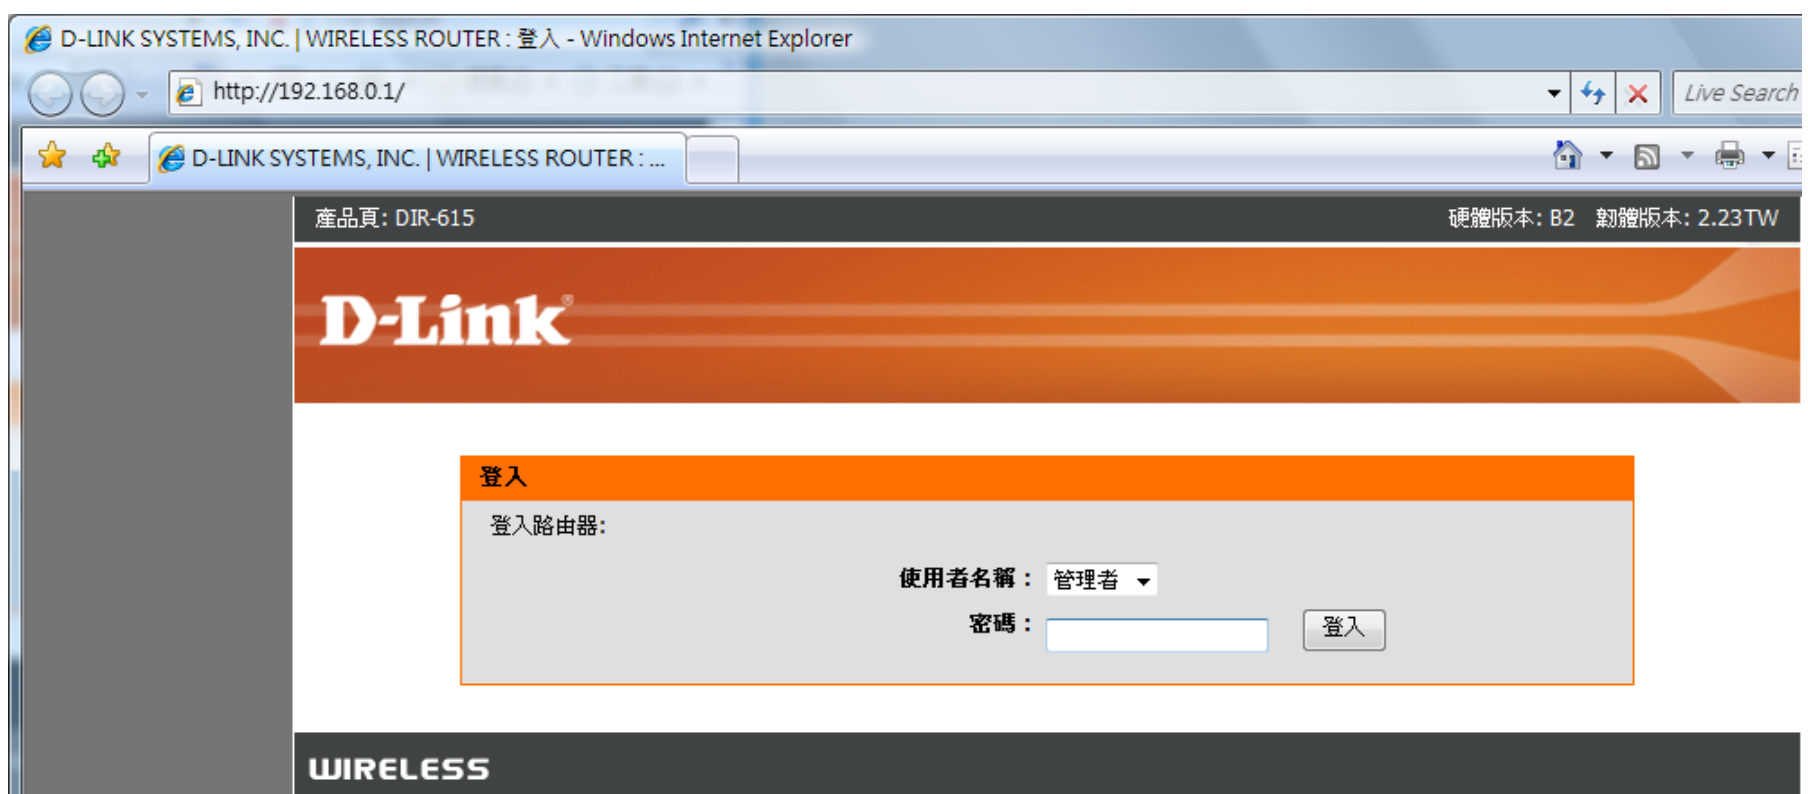 D-LINK SYSTEMS, INC. | WIRELESS ROUTER : 登入 - Windows Internet Explorer
http://192.168.0.1/
Live Search
D-LINK SYSTEMS, INC. | WIRELESS ROUTER : ...
產品頁: DIR-615 硬體版本: B2 韌體版本: 2.23TW
D-Link®
登入
登入路由器:
使用者名稱 : 管理者
密碼 : 登入
WIRELESS